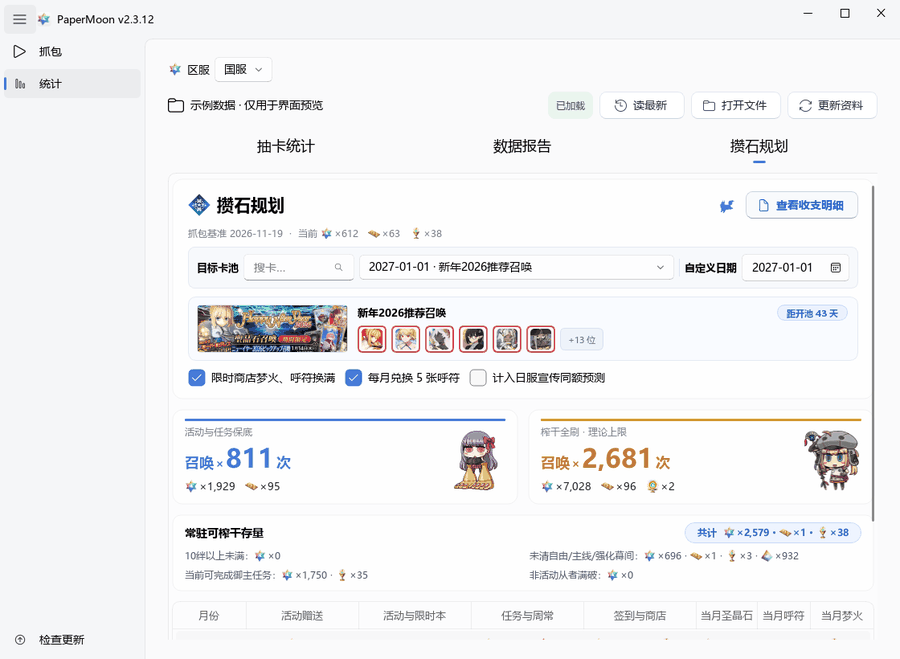 PaperMoon v2.3.12
抓包
统计
区服 国服
示例数据 · 仅用于界面预览
已加载 读最新 打开文件 更新资料
抽卡统计 数据报告 攒石规划
攒石规划
查看收支明细
抓包基准 2026-11-19 · 当前 ×612 ×63 ×38
目标卡池 搜卡... 2027-01-01 · 新年2026推荐召唤 自定义日期 2027-01-01
新年2026推荐召唤
距开池 43 天
聖晶石召喚
+13 位
限时商店梦火、呼符换满 每月兑换 5 张呼符 计入日服宣传同额预测
活动与任务保底
召唤×811 次
×1,929 ×95
榨干全刷 · 理论上限
召唤×2,681 次
×7,028 ×96 ×2
常驻可榨干存量
共计 ×2,579 · ×1 · ×38
10绊以上未满: ×0
未清自由/主线/强化幕间: ×696 · ×1 · ×3 · ×932
当前可完成御主任务: ×1,750 · ×35
非活动从者满破: ×0
月份 活动赠送 活动与限时本 任务与周常 签到与商店 当月圣晶石 当月呼符 当月梦火
检查更新